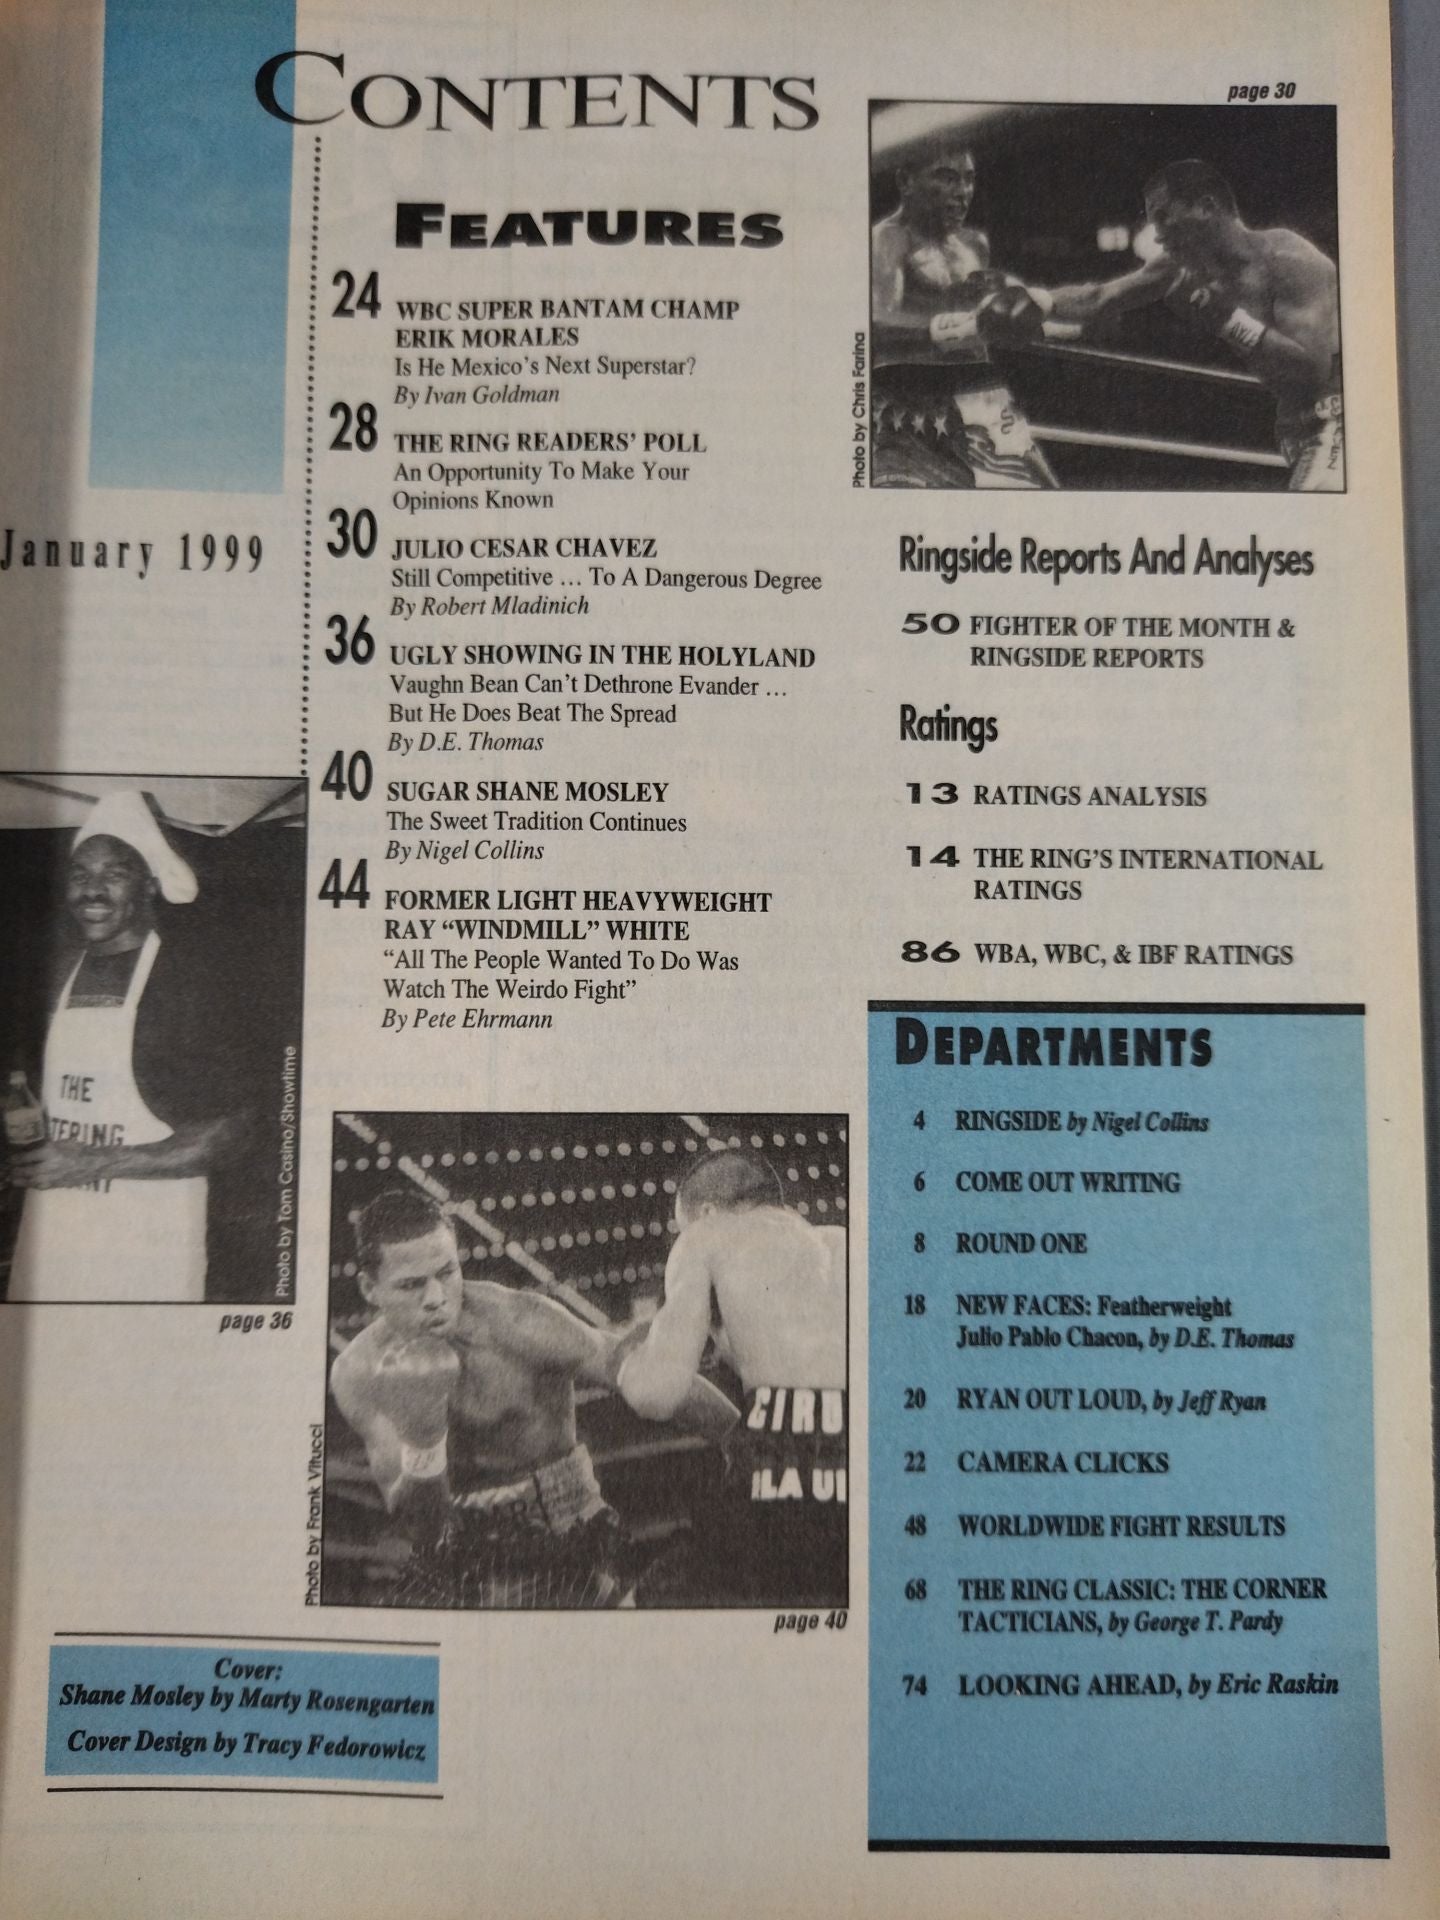 CONTENTS
January 1999
FEATURES
24 WBC SUPER BANTAM CHAMP
ERIK MORALES
Is He Mexico's Next Superstar?
By Ivan Goldman
28 THE RING READERS' POLL
An Opportunity To Make Your
Opinions Known
30 JULIO CESAR CHAVEZ
Still Competitive … To A Dangerous Degree
By Robert Mladinich
36 UGLY SHOWING IN THE HOLYLAND
Vaughn Bean Can't Dethrone Evander …
But He Does Beat The Spread
By D.E. Thomas
40 SUGAR SHANE MOSLEY
The Sweet Tradition Continues
By Nigel Collins
44 FORMER LIGHT HEAVYWEIGHT
RAY “WINDMILL” WHITE
“All The People Wanted To Do Was
Watch The Weirdo Fight”
By Pete Ehrmann
page 30
Photo by Chris Farina
Ringside Reports And Analyses
50 FIGHTER OF THE MONTH &
RINGSIDE REPORTS
Ratings
13 RATINGS ANALYSIS
14 THE RING'S INTERNATIONAL
RATINGS
86 WBA, WBC, & IBF RATINGS
DEPARTMENTS
4 RINGSIDE by Nigel Collins
6 COME OUT WRITING
8 ROUND ONE
18 NEW FACES: Featherweight
Julio Pablo Chacon, by D.E. Thomas
20 RYAN OUT LOUD, by Jeff Ryan
22 CAMERA CLICKS
48 WORLDWIDE FIGHT RESULTS
68 THE RING CLASSIC: THE CORNER
TACTICIANS, by George T. Pardy
74 LOOKING AHEAD, by Eric Raskin
THE
TERING
Photo by Tom Casino/Showtime
page 36
CIRU
LA U
Photo by Frank Vitucci
page 40
Cover:
Shane Mosley by Marty Rosengarten
Cover Design by Tracy Fedorowicz